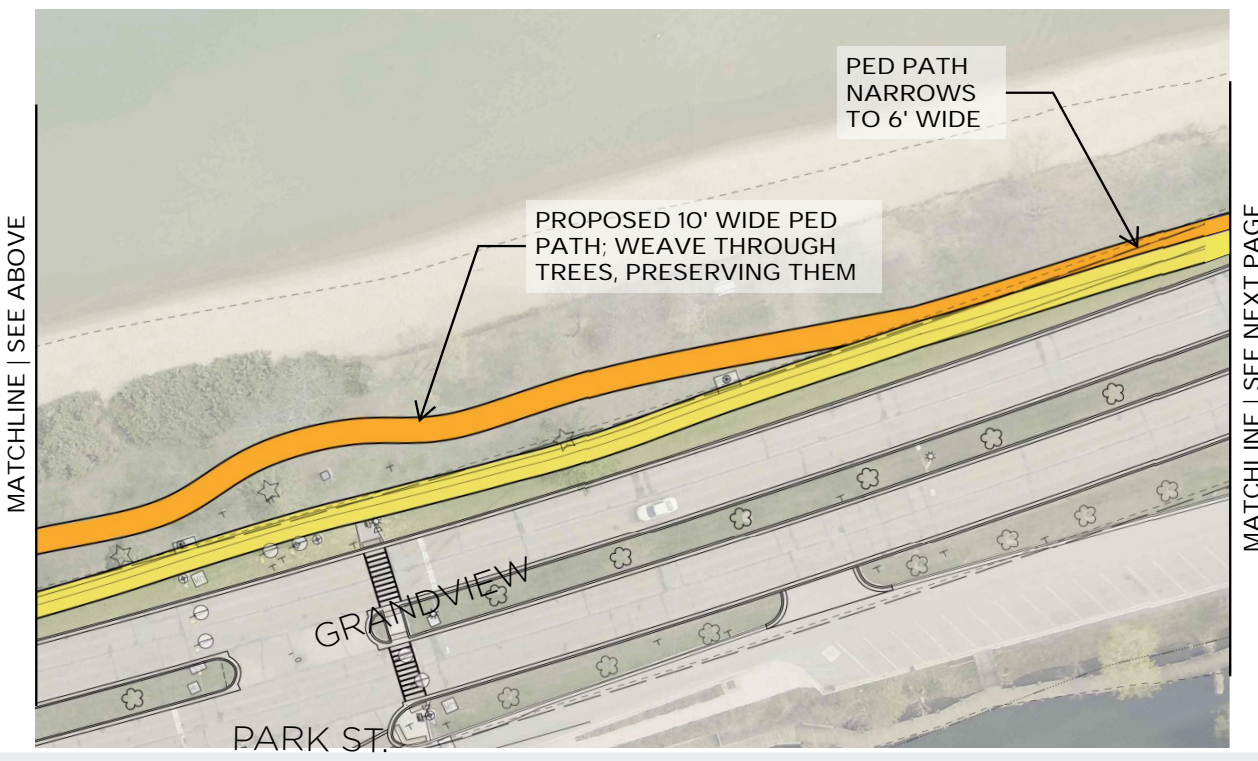 PED PATH
NARROWS
TO 6' WIDE
PROPOSED 10' WIDE PED
PATH; WEAVE THROUGH
TREES, PRESERVING THEM
MATCHLINE | SEE ABOVE
MATCHLINE | SEE NEXT PAGE
GRANDVIEW
PARK ST.